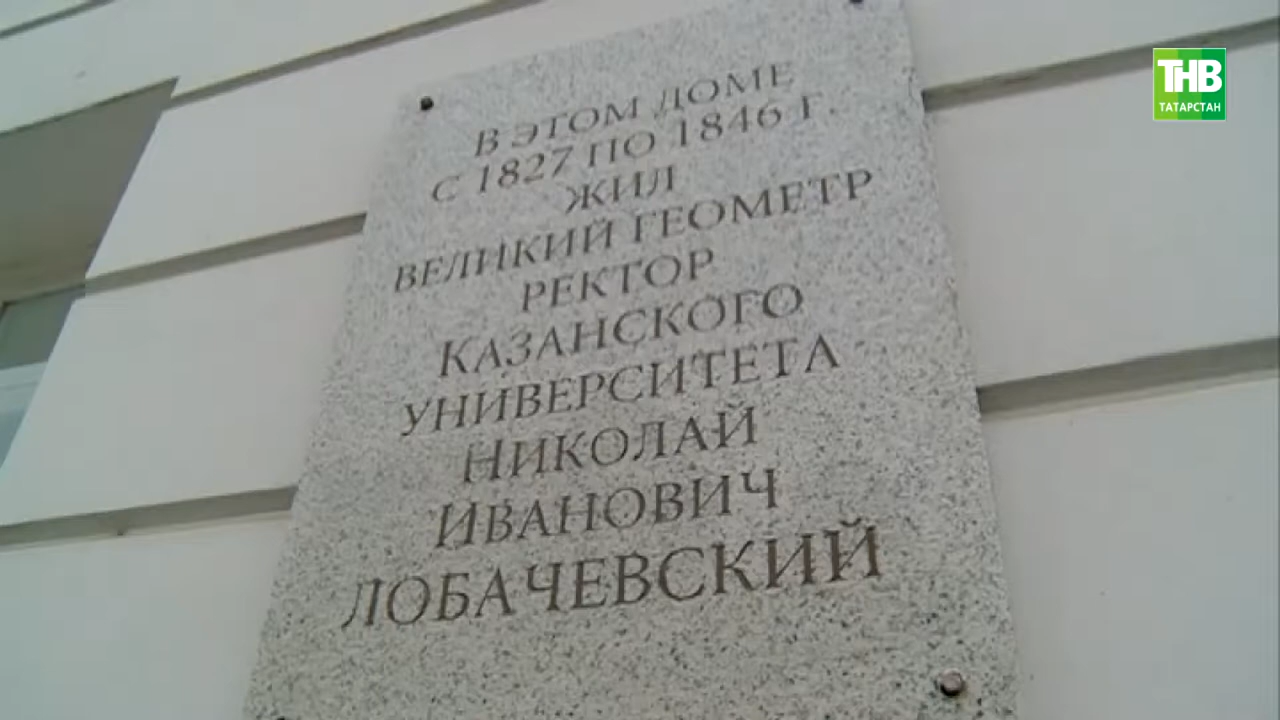 В ЭТОМ ДОМЕ
С 1827 ПО 1846 Г.
ЖИЛ
ВЕЛИКИЙ ГЕОМЕТР
РЕКТОР
КАЗАНСКОГО
УНИВЕРСИТЕТА
НИКОЛАЙ
ИВАНОВИЧ
ЛОБАЧЕВСКИЙ
ТНВ
ТАТАРСТАН